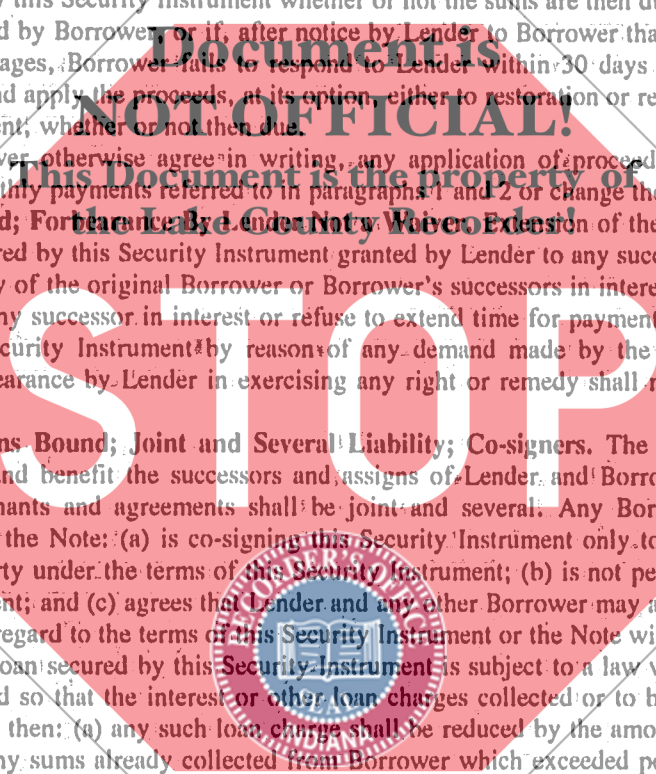 this Security Instrument whether or not the sums are then du
d by Borrower, or if, after notice by Lender to Borrower tha
Document is
ages, Borrower fails to respond to Lender within 30 days
nd apply the proceeds, at its option, either to restoration or re
NOT OFFICIAL!
ent, whether or not then due.
ver otherwise agree in writing, any application of proceed
This Document is the property of
hly payments referred to in paragraphs 1 and 2 or change the
the Lake County Recorder!
d; Forbearance By Lender Not a Waiver. Extension of the
red by this Security Instrument granted by Lender to any succ
y of the original Borrower or Borrower's successors in intere
ny successor in interest or refuse to extend time for payment
STOP
curity Instrument by reason of any demand made by the
earance by Lender in exercising any right or remedy shall
ns Bound; Joint and Several Liability; Co-signers. The
and benefit the successors and assigns of Lender and Borro
nants and agreements shall be joint and several. Any Bor
the Note: (a) is co-signing this Security Instrument only to
rty under the terms of this Security Instrument; (b) is not pe
ent; and (c) agrees that Lender and any other Borrower may a
regard to the terms of this Security Instrument or the Note wi
RECORDER'S OFFICE
oan secured by this Security Instrument is subject to a law
d so that the interest or other loan charges collected or to b
SEAL
INDIANA
then: (a) any such loan charge shall be reduced by the amo
ny sums already collected from Borrower which exceeded pe